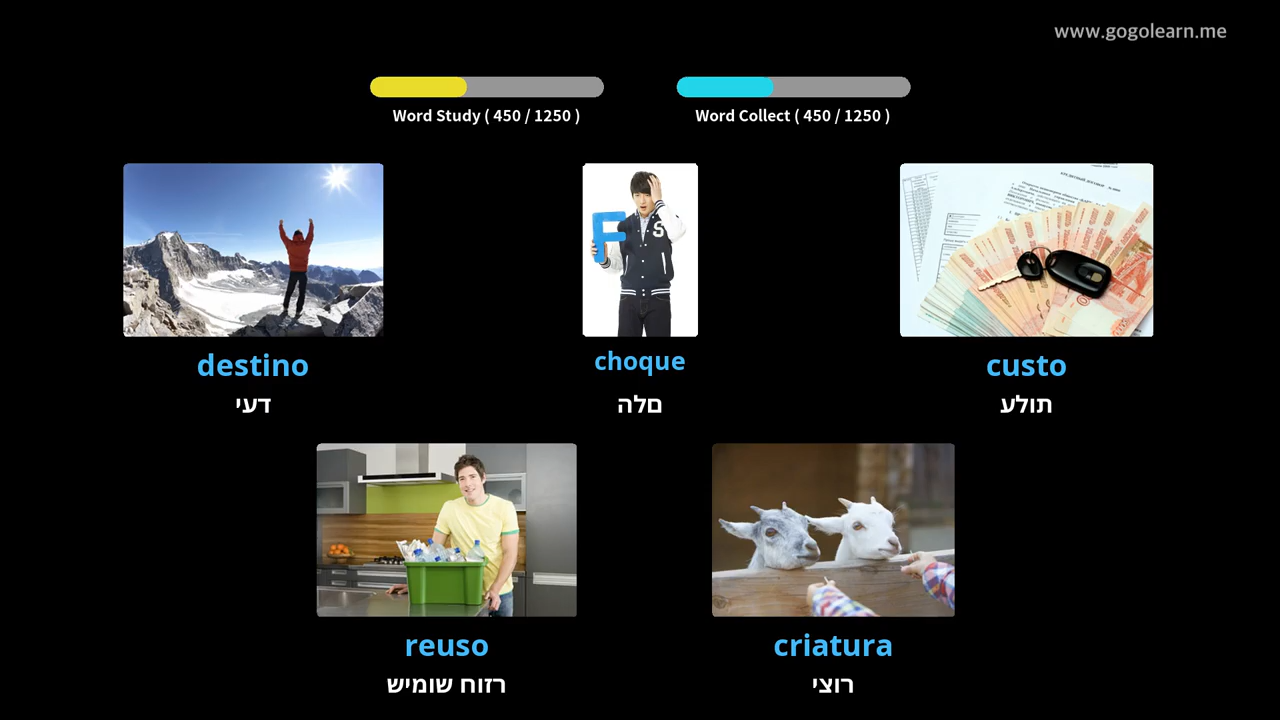 www.gogolearn.me
Word Study ( 450 / 1250 )
Word Collect ( 450 / 1250 )
destino
דעי
choque
םלה
custo
תולע
reuso
רזוח שומיש
criatura
רוצי